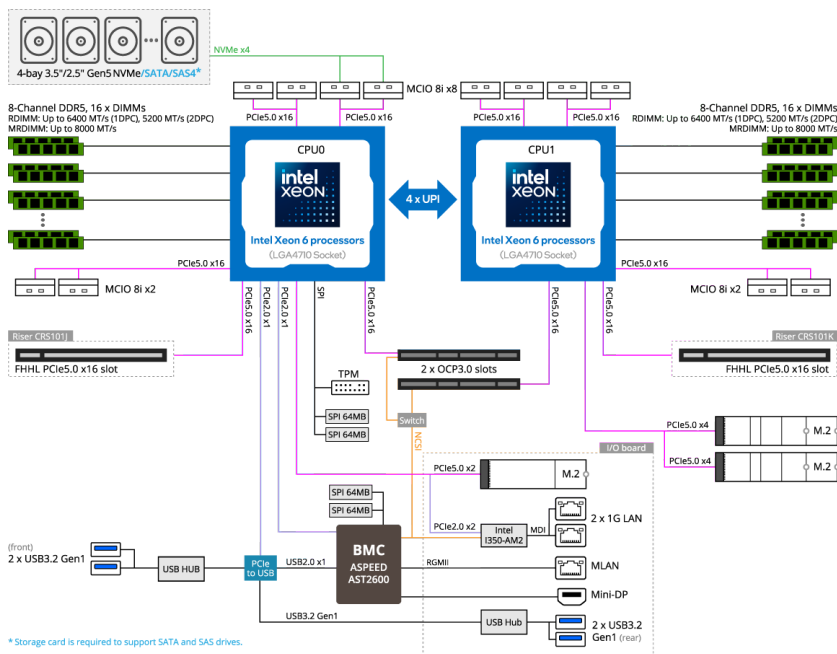 NVMe x4
4-bay 3.5"/2.5" Gen5 NVMe/SATA/SAS4*
MCIO 8i x8
8-Channel DDR5, 16 x DIMMs
RDIMM: Up to 6400 MT/s (1DPC), 5200 MT/s (2DPC)
MRDIMM: Up to 8000 MT/s
PCIe5.0 x16
PCIe5.0 x16
PCIe5.0 x16
PCIe5.0 x16
8-Channel DDR5, 16 x DIMMs
RDIMM: Up to 6400 MT/s (1DPC), 5200 MT/s (2DPC)
MRDIMM: Up to 8000 MT/s
CPU0
intel
XEON
Intel Xeon 6 processors
(LGA4710 Socket)
4 x UPI
CPU1
intel
XEON
Intel Xeon 6 processors
(LGA4710 Socket)
PCIe5.0 x16
MCIO 8i x2
PCIe5.0 x16
MCIO 8i x2
PCIe5.0 x16
PCIe2.0 x1
PCIe2.0 x1
SPI
PCIe5.0 x16
PCIe5.0 x16
PCIe5.0 x16
Riser CRS101J
FHHL PCIe5.0 x16 slot
2 x OCP3.0 slots
Riser CRS101K
FHHL PCIe5.0 x16 slot
TPM
SPI 64MB
SPI 64MB
Switch
NCSI
PCIe5.0 x4
M.2
PCIe5.0 x4
M.2
I/O board
PCIe5.0 x2
M.2
SPI 64MB
SPI 64MB
PCIe2.0 x2
Intel
I350-AM2
MDI
2 x 1G LAN
BMC
ASPEED
AST2600
(front)
2 x USB3.2 Gen1
USB HUB
PCIe
to USB
USB2.0 x1
RGMII
MLAN
Mini-DP
USB3.2 Gen1
USB Hub
2 x USB3.2
Gen1 (rear)
* Storage card is required to support SATA and SAS drives.